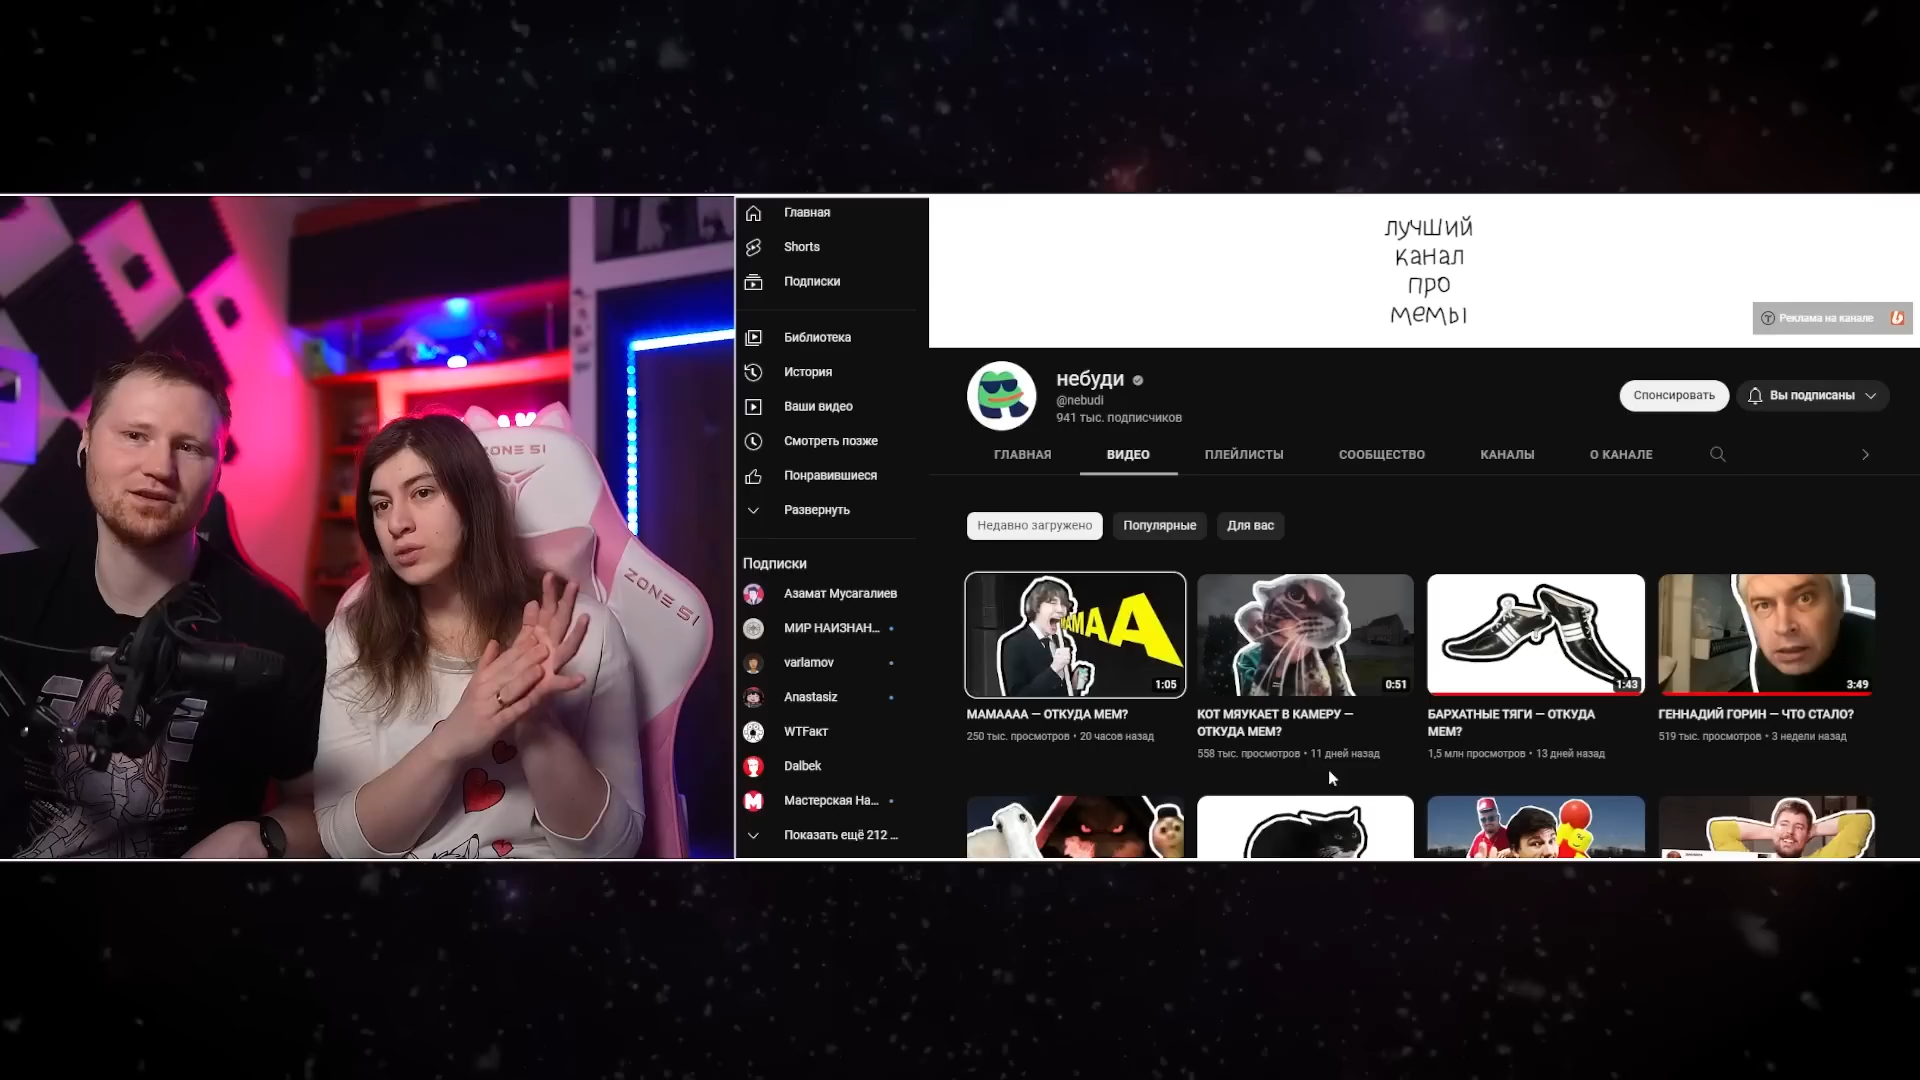 Главная
Shorts
Подписки
Библиотека
История
Ваши видео
Смотреть позже
Понравившиеся
Развернуть
Подписки
Азамат Мусагалиев
МИР НАИЗНАН...
varlamov
Anastasiz
WTFакт
Dalbek
Мастерская На...
Показать ещё 212 ...
лучший
канал
про
мемы
Реклама на канале
небуди
@nebudi
941 тыс. подписчиков
Спонсировать
Вы подписаны
ГЛАВНАЯ
ВИДЕО
ПЛЕЙЛИСТЫ
СООБЩЕСТВО
КАНАЛЫ
О КАНАЛЕ
Недавно загружено
Популярные
Для вас
МАМАА
1:05
0:51
1:43
3:49
МАМАААА — ОТКУДА МЕМ?
250 тыс. просмотров • 20 часов назад
КОТ МЯУКАЕТ В КАМЕРУ —
ОТКУДА МЕМ?
558 тыс. просмотров • 11 дней назад
БАРХАТНЫЕ ТЯГИ — ОТКУДА
МЕМ?
1,5 млн просмотров • 13 дней назад
ГЕННАДИЙ ГОРИН — ЧТО СТАЛО?
519 тыс. просмотров • 3 недели назад
ZONE 51
ZONE 51